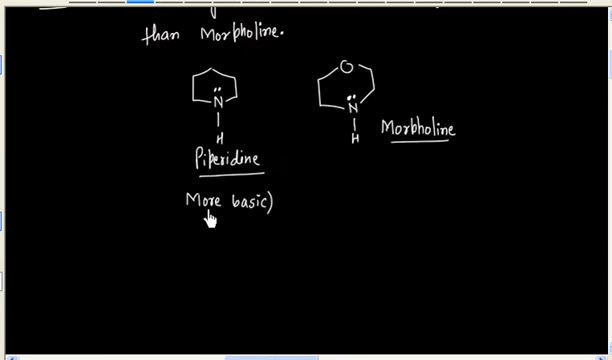 than Morpholine.
O
N
N
H
H
Morpholine
Piperidine
More basic)